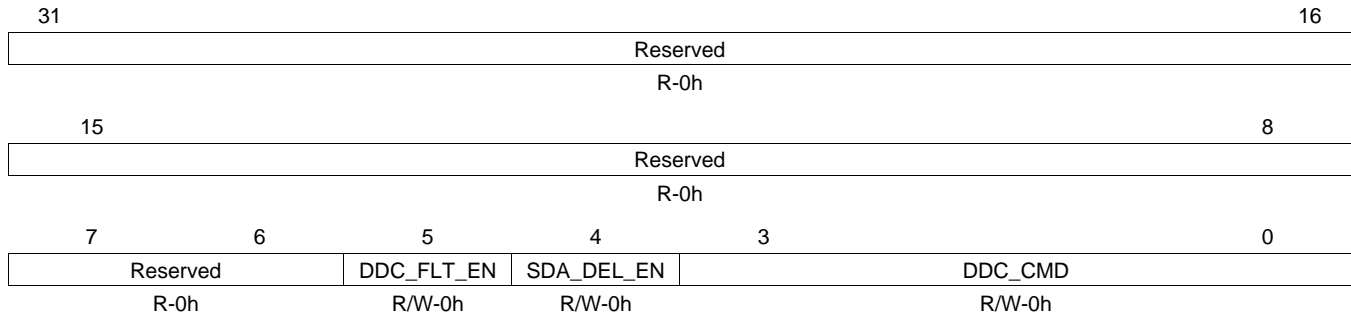 31 16
Reserved
R-0h
15 8
Reserved
R-0h
7 6 5 4 3 0
Reserved DDC_FLT_EN SDA_DEL_EN DDC_CMD
R-0h R/W-0h R/W-0h R/W-0h